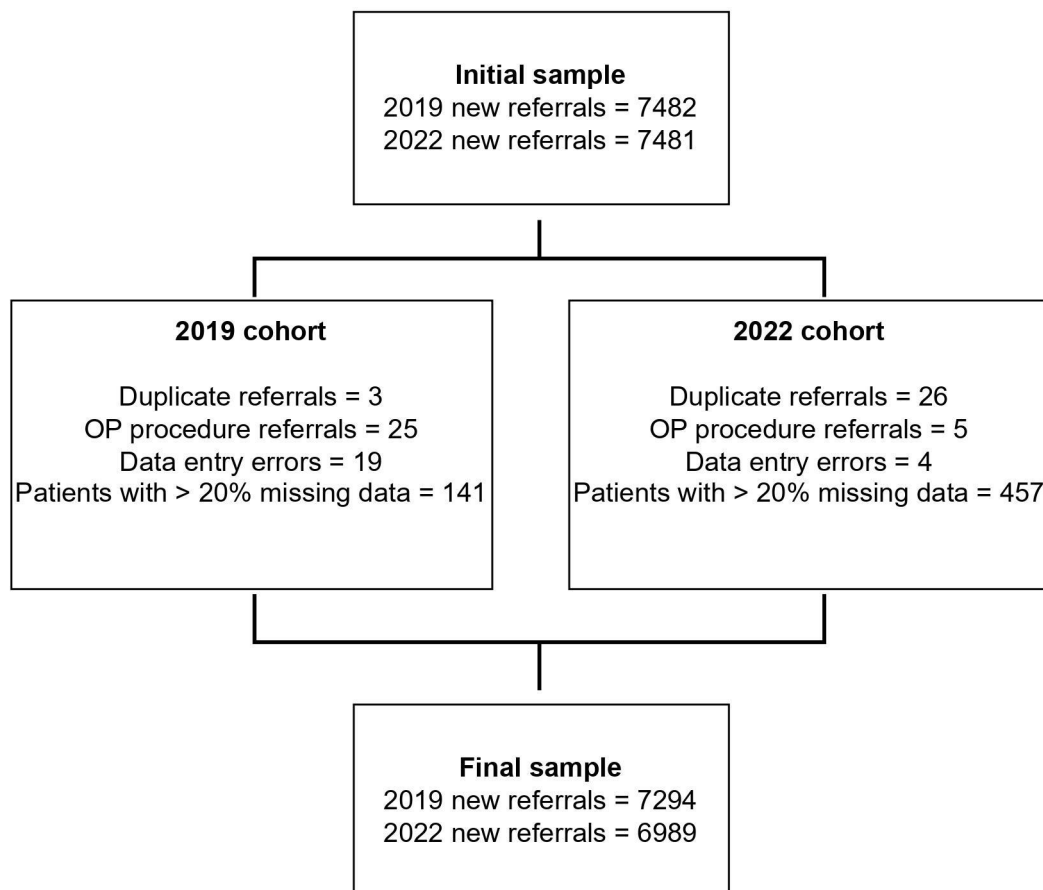 Initial sample
2019 new referrals = 7482
2022 new referrals = 7481
2019 cohort
Duplicate referrals = 3
OP procedure referrals = 25
Data entry errors = 19
Patients with > 20% missing data = 141
2022 cohort
Duplicate referrals = 26
OP procedure referrals = 5
Data entry errors = 4
Patients with > 20% missing data = 457
Final sample
2019 new referrals = 7294
2022 new referrals = 6989